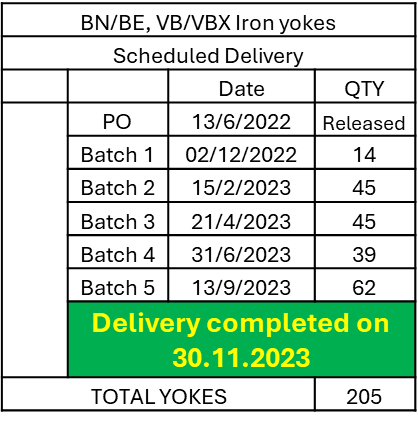 BN/BE, VB/VBX Iron yokes
Scheduled Delivery
Date QTY
PO 13/6/2022 Released
Batch 1 02/12/2022 14
Batch 2 15/2/2023 45
Batch 3 21/4/2023 45
Batch 4 31/6/2023 39
Batch 5 13/9/2023 62
Delivery completed on
30.11.2023
TOTAL YOKES 205